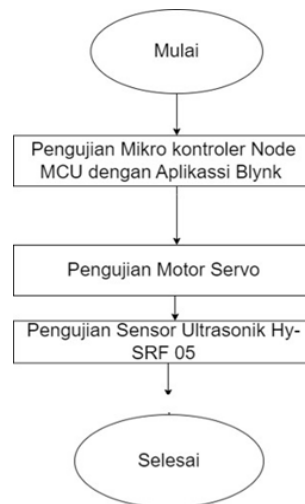 Mulai
Pengujian Mikro kontroler Node
MCU dengan Aplikassi Blynk
Pengujian Motor Servo
Pengujian Sensor Ultrasonik Hy-
SRF 05
Selesai